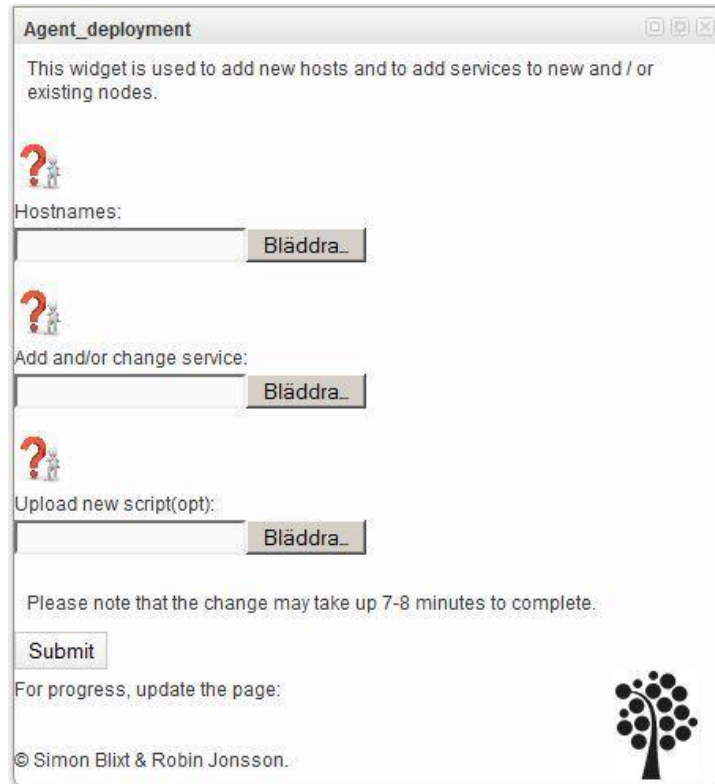 Agent_deployment
This widget is used to add new hosts and to add services to new and / or
existing nodes.
Hostnames:
Bläddra...
Add and/or change service:
Bläddra...
Upload new script(opt):
Bläddra...
Please note that the change may take up 7-8 minutes to complete.
Submit
For progress, update the page:
© Simon Blixt & Robin Jonsson.